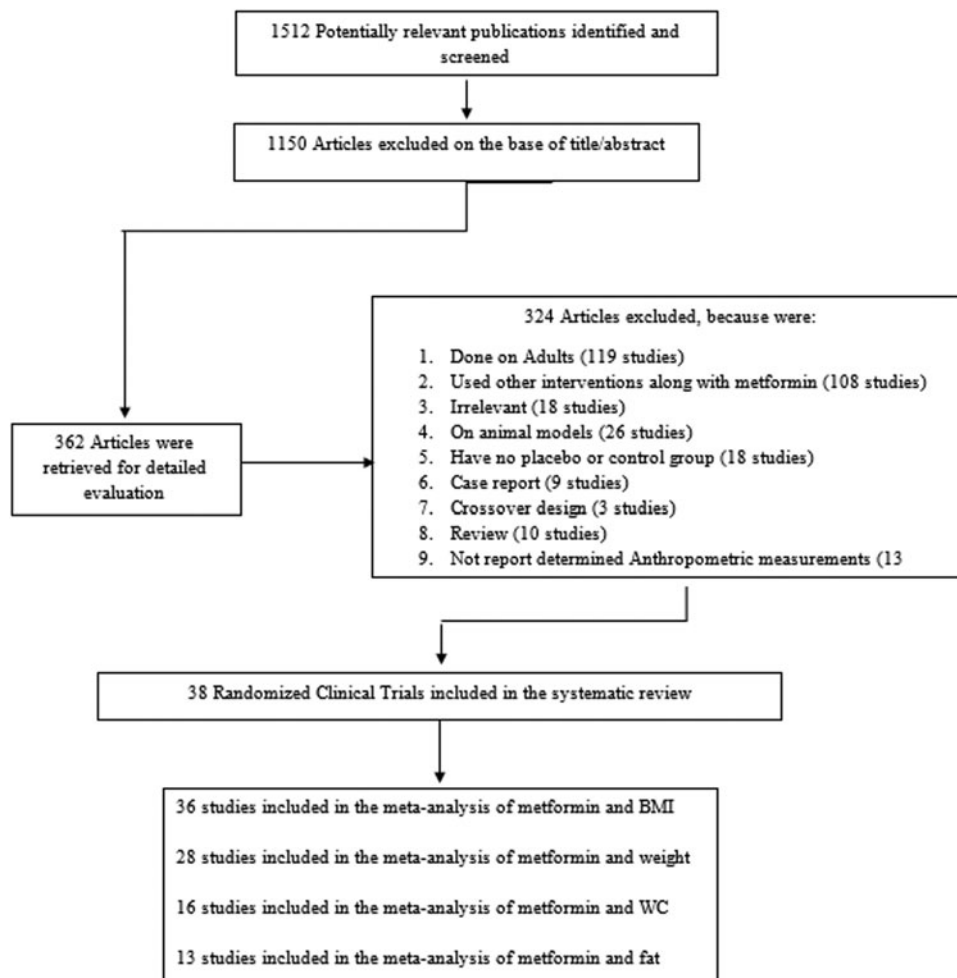 1512 Potentially relevant publications identified and
screened
1150 Articles excluded on the base of title/abstract
362 Articles were
retrieved for detailed
evaluation
324 Articles excluded, because were:
1. Done on Adults (119 studies)
2. Used other interventions along with metformin (108 studies)
3. Irrelevant (18 studies)
4. On animal models (26 studies)
5. Have no placebo or control group (18 studies)
6. Case report (9 studies)
7. Crossover design (3 studies)
8. Review (10 studies)
9. Not report determined Anthropometric measurements (13
38 Randomized Clinical Trials included in the systematic review
36 studies included in the meta-analysis of metformin and BMI
28 studies included in the meta-analysis of metformin and weight
16 studies included in the meta-analysis of metformin and WC
13 studies included in the meta-analysis of metformin and fat